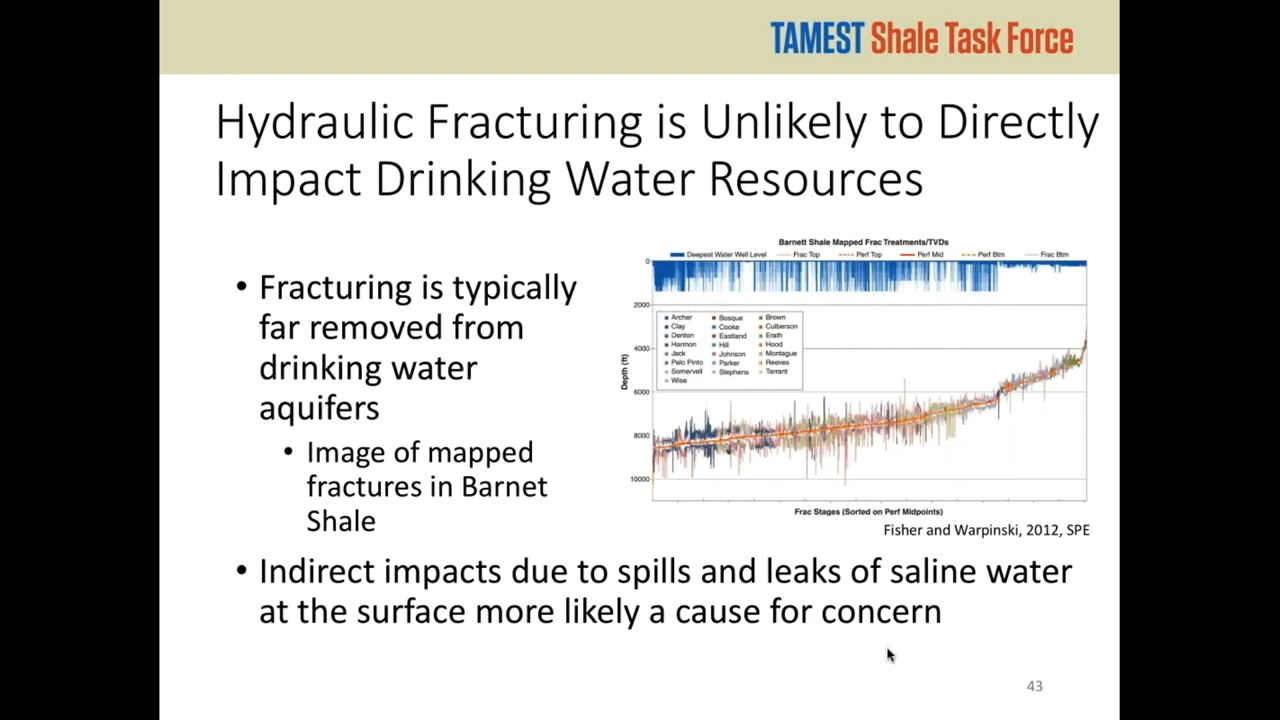 TAMEST Shale Task Force
Hydraulic Fracturing is Unlikely to Directly
Impact Drinking Water Resources
• Fracturing is typically
far removed from
drinking water
aquifers
• Image of mapped
fractures in Barnet
Shale
Barnett Shale Mapped Frac Treatments/TVDs
Deepest Water Well Level Frac Top Perf Top Perf Mid Perf Btm Frac Btm
0
2000
Archer Bosque Brown
Clay Cooke Culberson
Denton Eastland Erath
Harmon Hill Hood
Jack Johnson Montague
Palo Pinto Parker Reeves
Somervell Stephens Tarrant
Wise
4000
Depth (ft)
6000
8000
10000
Frac Stages (Sorted on Perf Midpoints)
Fisher and Warpinski, 2012, SPE
• Indirect impacts due to spills and leaks of saline water
at the surface more likely a cause for concern
43